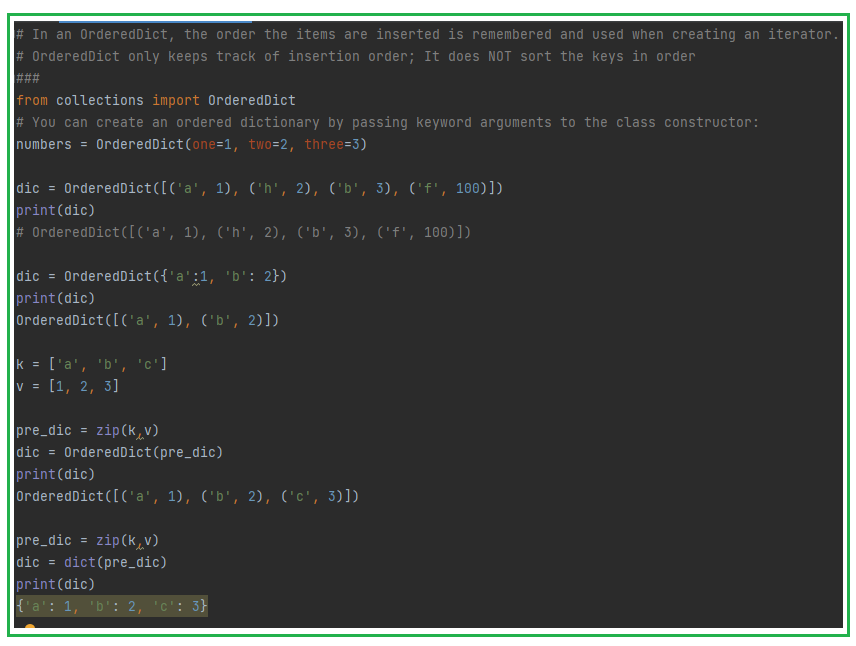 # In an OrderedDict, the order the items are inserted is remembered and used when creating an iterator.
# OrderedDict only keeps track of insertion order; It does NOT sort the keys in order
###
from collections import OrderedDict
# You can create an ordered dictionary by passing keyword arguments to the class constructor:
numbers = OrderedDict(one=1, two=2, three=3)

dic = OrderedDict([('a', 1), ('h', 2), ('b', 3), ('f', 100)])
print(dic)
# OrderedDict([('a', 1), ('h', 2), ('b', 3), ('f', 100)])

dic = OrderedDict({'a':1, 'b': 2})
print(dic)
OrderedDict([('a', 1), ('b', 2)])

k = ['a', 'b', 'c']
v = [1, 2, 3]

pre_dic = zip(k,v)
dic = OrderedDict(pre_dic)
print(dic)
OrderedDict([('a', 1), ('b', 2), ('c', 3)])

pre_dic = zip(k,v)
dic = dict(pre_dic)
print(dic)
{'a': 1, 'b': 2, 'c': 3}